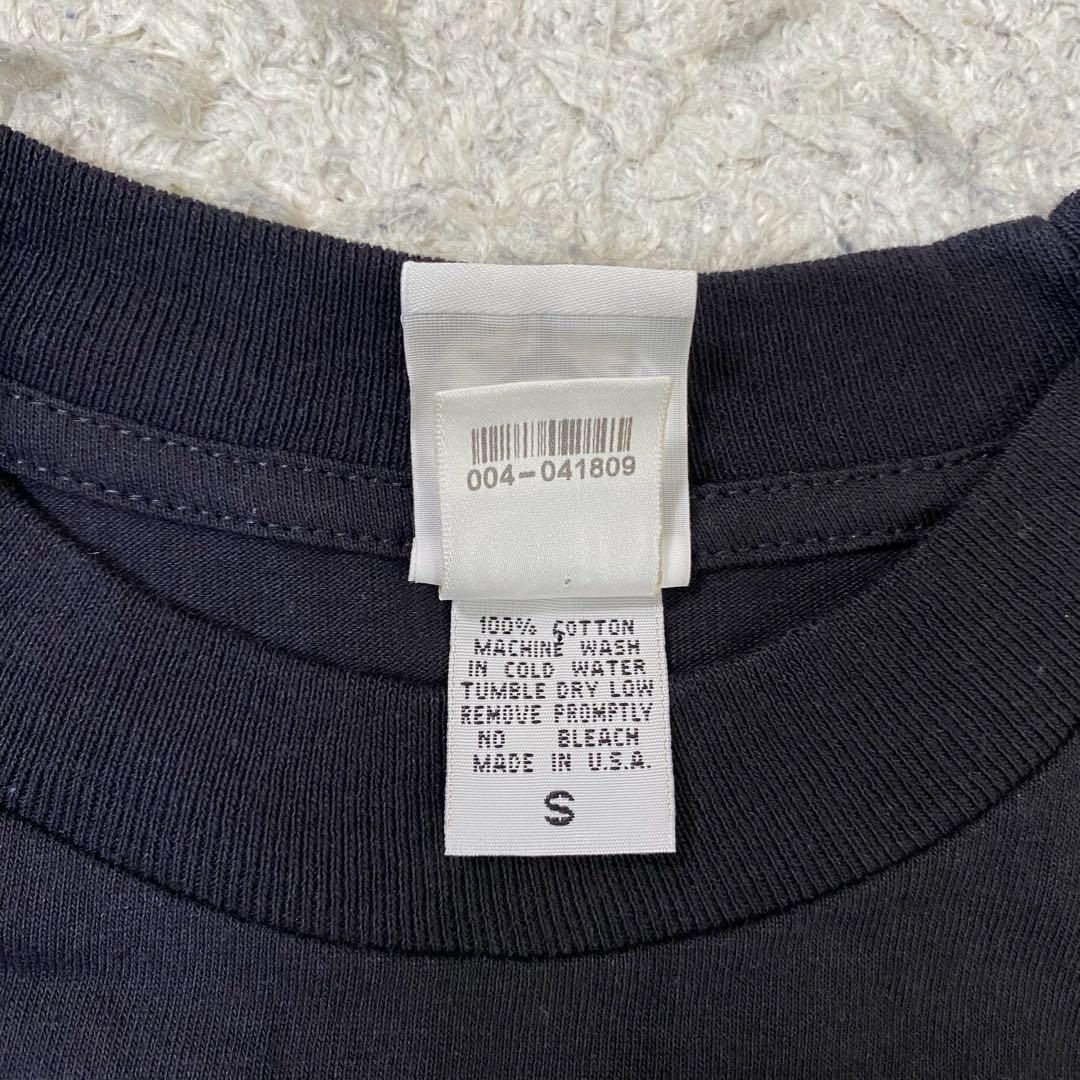 004-041809
100% COTTON
MACHINE WASH
IN COLD WATER
TUMBLE DRY LOW
REMOVE PROMPTLY
NO BLEACH
MADE IN U.S.A.
S